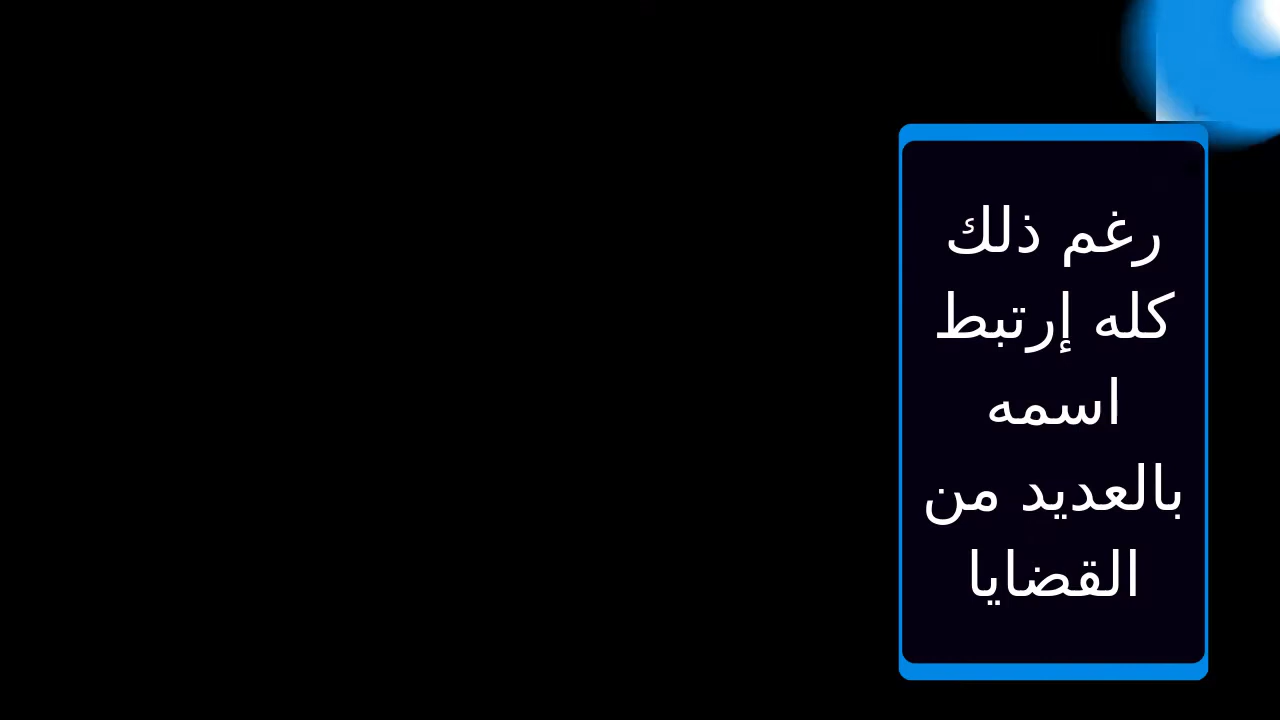 رغم ذلك
كله إرتبط
اسمه
بالعديد من
القضايا